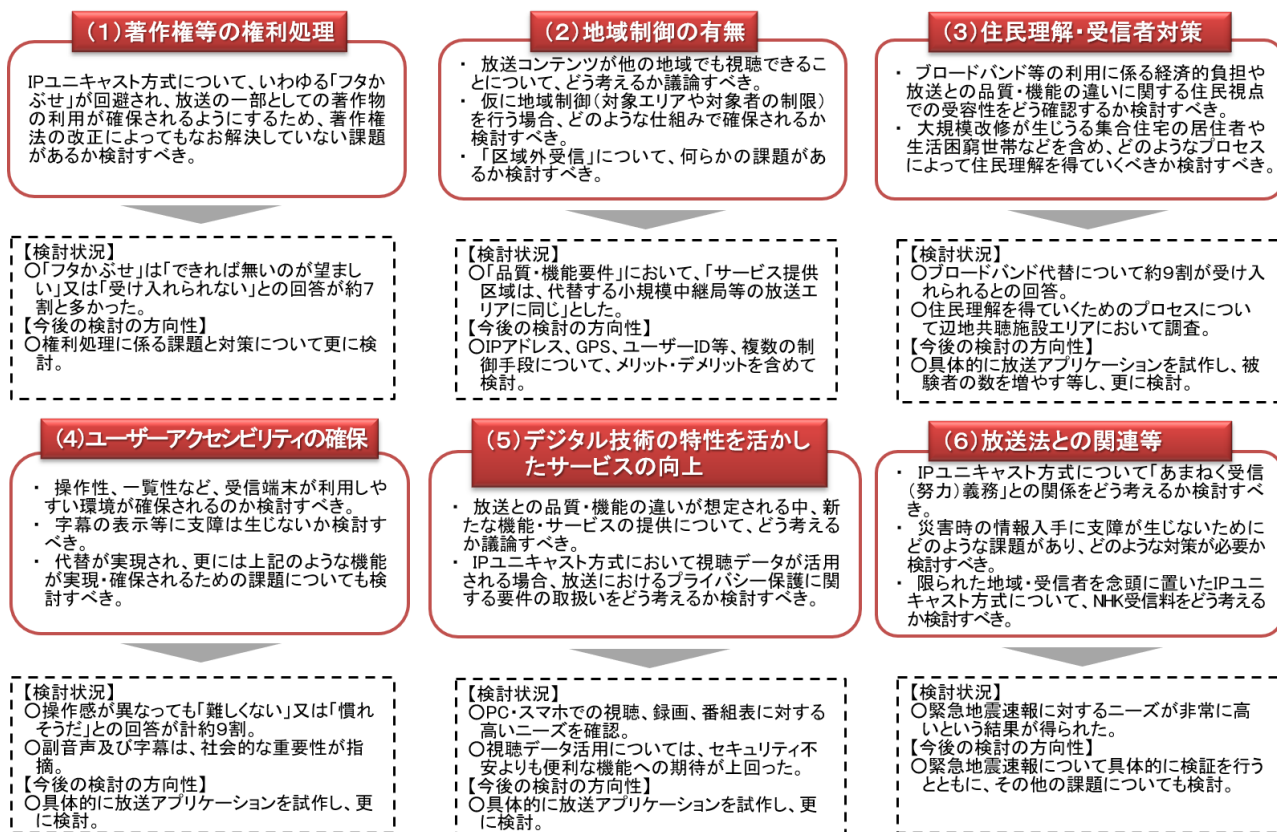 (1)著作権等の権利処理
IPユニキャスト方式について、いわゆる「フタか
ぶせ」が回避され、放送の一部としての著作物
の利用が確保されるようにするため、著作権
法の改正によってもなお解決していない課題
があるか検討すべき。
【検討状況】
○「フタかぶせ」は「できれば無いのが望まし
い」又は「受け入れられない」との回答が約7
割と多かった。
【今後の検討の方向性】
○権利処理に係る課題と対策について更に検
討。
(2)地域制御の有無
・ 放送コンテンツが他の地域でも視聴できるこ
とについて、どう考えるか議論すべき。
・ 仮に地域制御(対象エリアや対象者の制限)
を行う場合、どのような仕組みで確保されるか
検討すべき。
・ 「区域外受信」について、何らかの課題があ
るか検討すべき。
【検討状況】
○「品質・機能要件」において、「サービス提供
区域は、代替する小規模中継局等の放送エ
リアに同じ」とした。
【今後の検討の方向性】
○IPアドレス、GPS、ユーザーID等、複数の制
御手段について、メリット・デメリットを含めて
検討。
(3)住民理解・受信者対策
・ ブロードバンド等の利用に係る経済的負担や
放送との品質・機能の違いに関する住民視点
での受容性をどう確認するか検討すべき。
・ 大規模改修が生じうる集合住宅の居住者や
生活困窮世帯などを含め、どのようなプロセス
によって住民理解を得ていくべきか検討すべき。
【検討状況】
○ブロードバンド代替について約9割が受け入
れられるとの回答。
○住民理解を得ていくためのプロセスについ
て辺地共聴施設エリアにおいて調査。
【今後の検討の方向性】
○具体的に放送アプリケーションを試作し、被
験者の数を増やす等し、更に検討。
(4)ユーザーアクセシビリティの確保
・ 操作性、一覧性など、受信端末が利用しや
すい環境が確保されるのか検討すべき。
・ 字幕の表示等に支障は生じないか検討す
べき。
・ 代替が実現され、更には上記のような機能
が実現・確保されるための課題についても検
討すべき。
【検討状況】
○操作感が異なっても「難しくない」又は「慣れ
そうだ」との回答が計約9割。
○副音声及び字幕は、社会的な重要性が指
摘。
【今後の検討の方向性】
○具体的に放送アプリケーションを試作し、更
に検討。
(5)デジタル技術の特性を活かし
たサービスの向上
・ 放送との品質・機能の違いが想定される中、新
たな機能・サービスの提供について、どう考える
か議論すべき。
・ IPユニキャスト方式において視聴データが活用
される場合、放送におけるプライバシー保護に関
する要件の取扱いをどう考えるか検討すべき。
【検討状況】
○PC・スマホでの視聴、録画、番組表に対する
高いニーズを確認。
○視聴データ活用については、セキュリティ不
安よりも便利な機能への期待が上回った。
【今後の検討の方向性】
○具体的に放送アプリケーションを試作し、更
に検討。
(6)放送法との関連等
・ IPユニキャスト方式について「あまねく受信
(努力)義務」との関係をどう考えるか検討すべ
き。
・ 災害時の情報入手に支障が生じないために
どのような課題があり、どのような対策が必要か
検討すべき。
・ 限られた地域・受信者を念頭に置いたIPユニ
キャスト方式について、NHK受信料をどう考える
か検討すべき。
【検討状況】
○緊急地震速報に対するニーズが非常に高
いという結果が得られた。
【今後の検討の方向性】
○緊急地震速報について具体的に検証を行う
とともに、その他の課題についても検討。